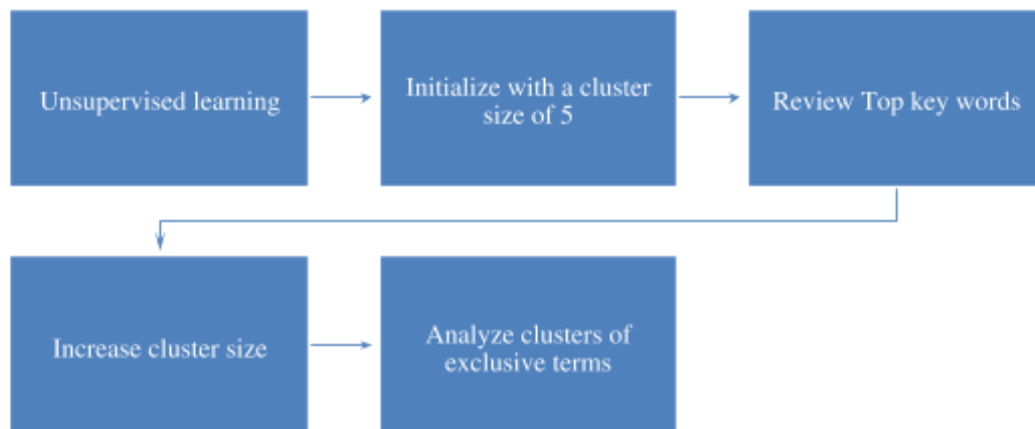 Unsupervised learning
Initialize with a cluster
size of 5
Review Top key words
Increase cluster size
Analyze clusters of
exclusive terms